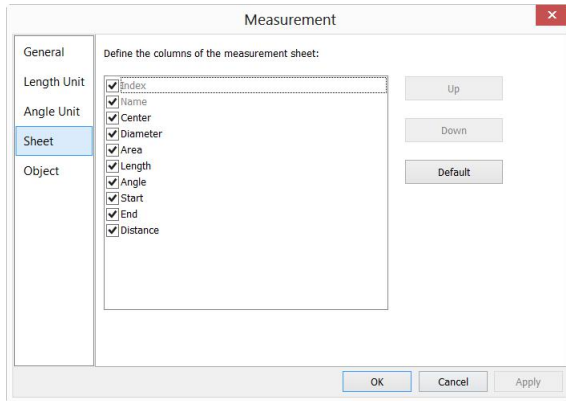 Measurement
General
Length Unit
Angle Unit
Sheet
Object
Define the columns of the measurement sheet:
Index
Name
Center
Diameter
Area
Length
Angle
Start
End
Distance
Up
Down
Default
OK
Cancel
Apply